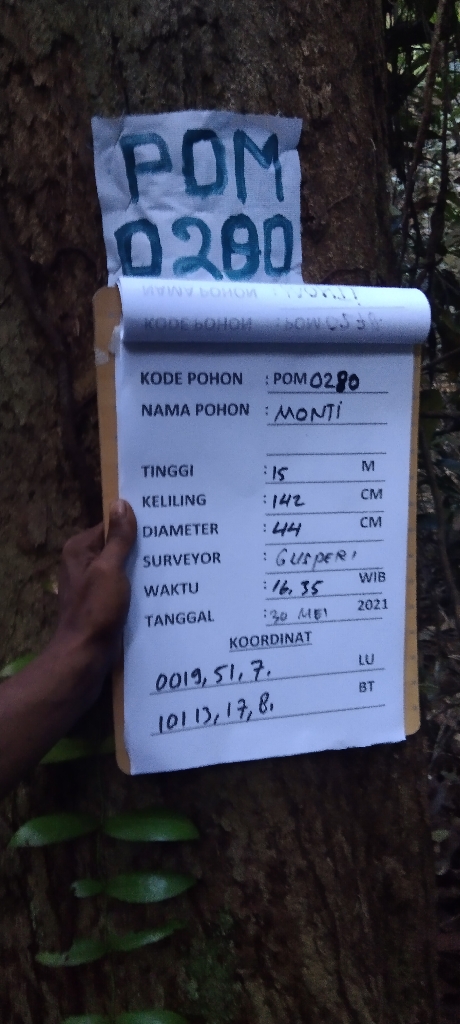 POM
0280
NAMA POHON : MONTI
KODE POHON : POM 0278
KODE POHON : POM 0280
NAMA POHON : MONTI
TINGGI : 15 M
KELILING : 142 CM
DIAMETER : 44 CM
SURVEYOR : GUSPERI
WAKTU : 16.35 WIB
TANGGAL : 30 MEI 2021
KOORDINAT
0019, 51, 7. LU
101 13, 17, 8. BT